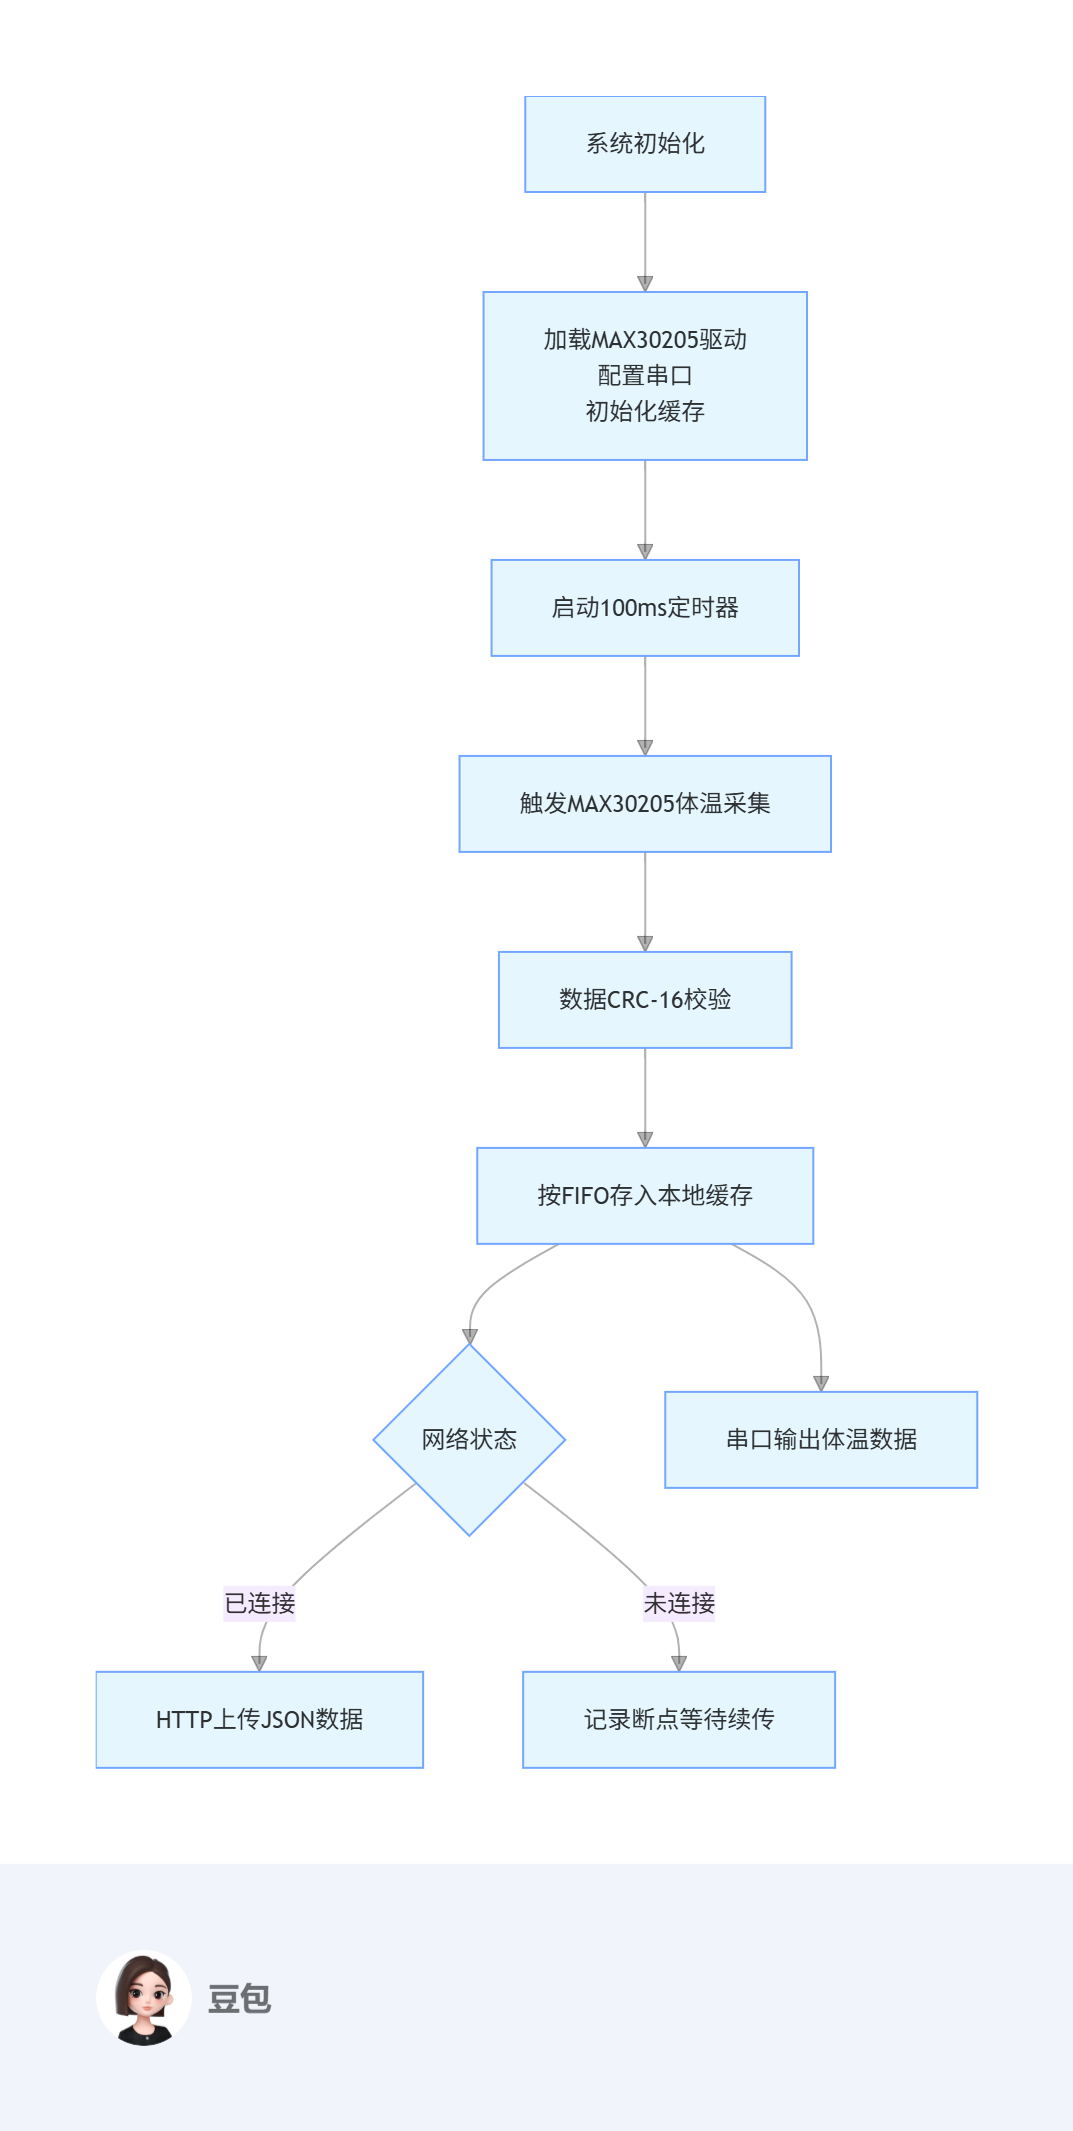 系统初始化
加载MAX30205驱动
配置串口
初始化缓存
启动100ms定时器
触发MAX30205体温采集
数据CRC-16校验
按FIFO存入本地缓存
网络状态
串口输出体温数据
已连接
未连接
HTTP上传JSON数据
记录断点等待续传
豆包